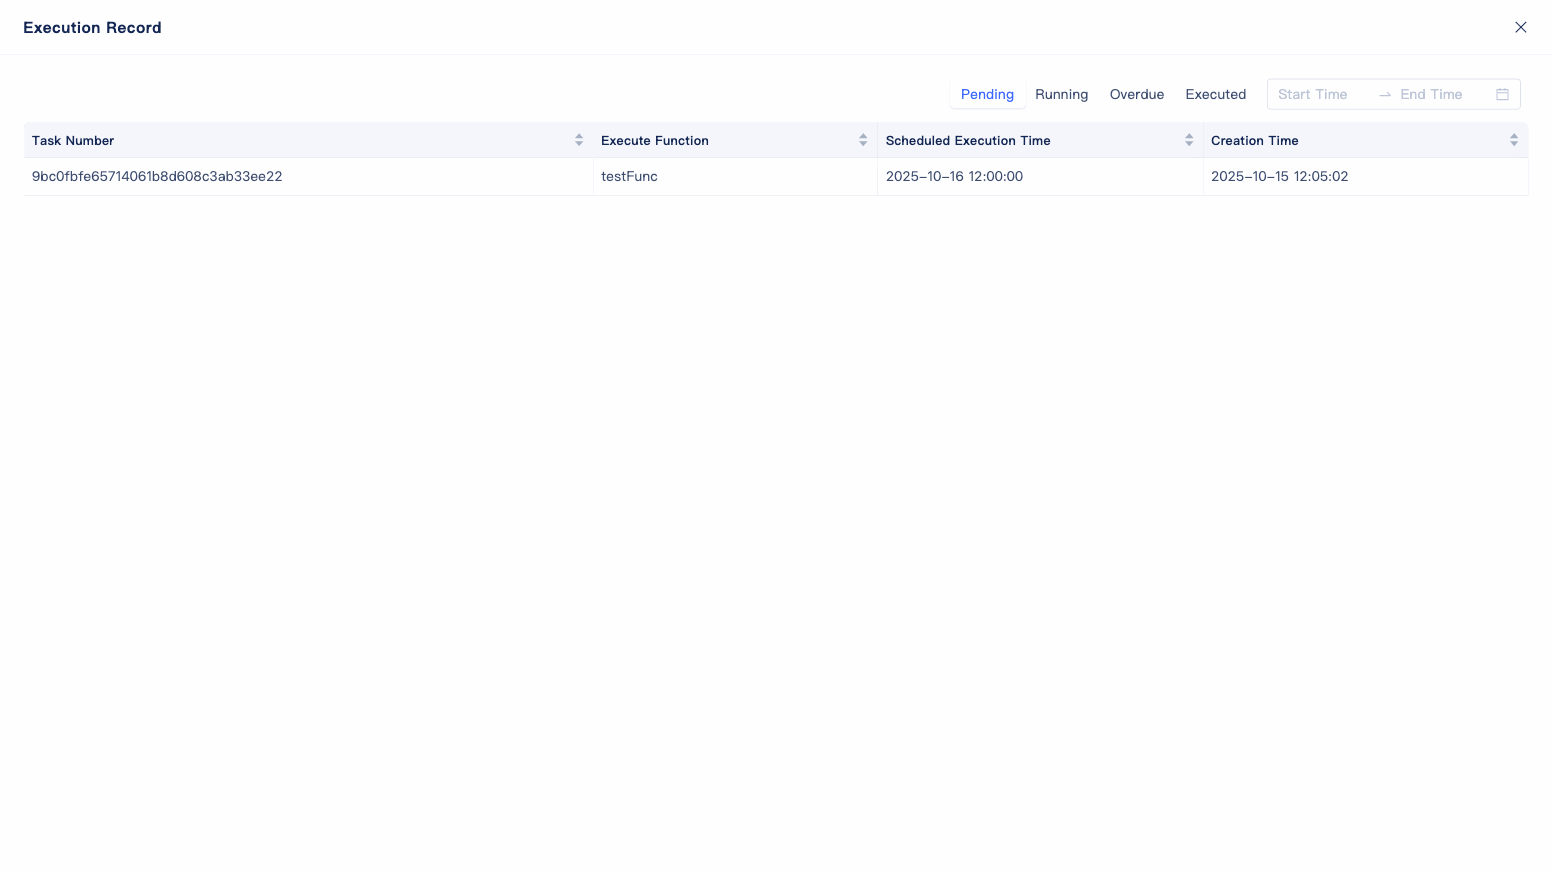 Execution Record
Pending Running Overdue Executed Start Time → End Time
Task Number Execute Function Scheduled Execution Time Creation Time
9bc0fbfe65714061b8d608c3ab33ee22 testFunc 2025-10-16 12:00:00 2025-10-15 12:05:02